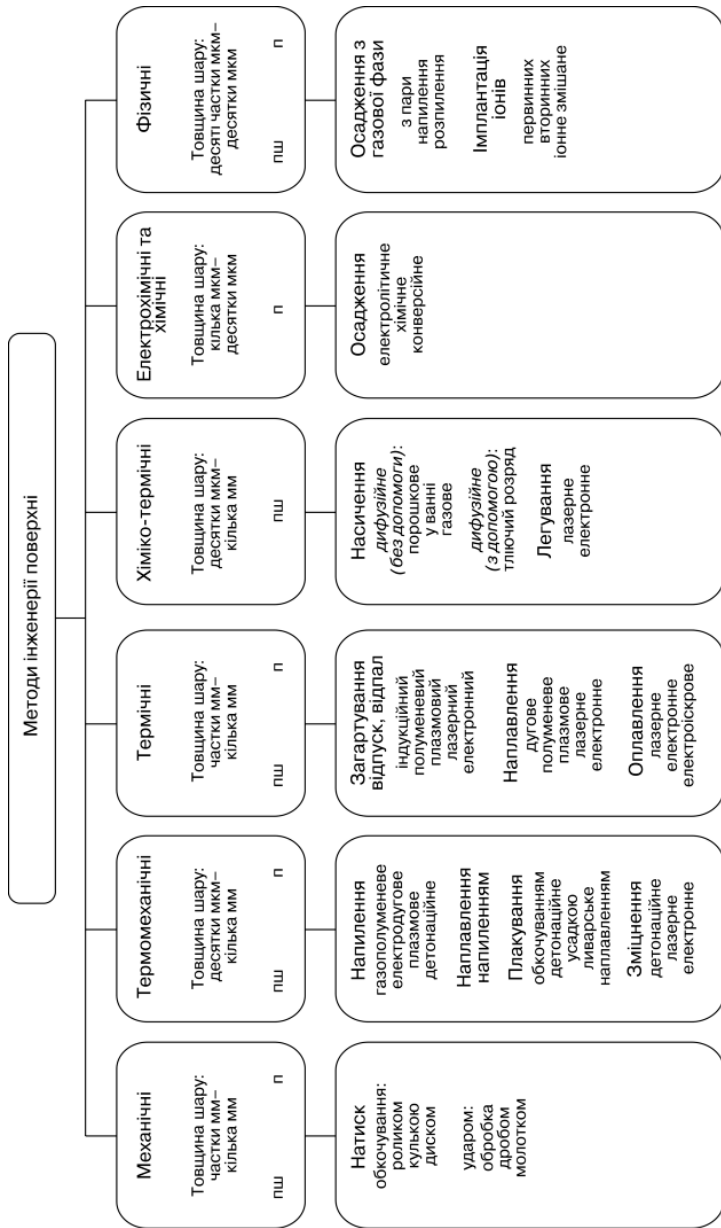 Методи інженерії поверхні
Механічні
Товщина шару:
частки мм–
кілька мм
пш п
Натиск
обкочування:
роликом
кулькою
диском
ударом:
обробка
дробом
молотком
Термомеханічні
Товщина шару:
десятки мкм–
кілька мм
пш п
Напилення
газополуменеве
електродугове
плазмове
детонаційне
Наплавлення
напиленням
Плакування
обкочуванням
детонаційне
усадкою
ливарське
наплавленням
Зміцнення
детонаційне
лазерне
електронне
Термічні
Товщина шару:
частки мм–
кілька мм
пш п
Загартування
відпуск, відпал
індукційний
полуменевий
плазмовий
лазерний
електронний
Наплавлення
дугове
полуменеве
плазмове
лазерне
електронне
Оплавлення
лазерне
електронне
електроіскрове
Хіміко-термічні
Товщина шару:
десятки мкм–
кілька мм
пш
Насичення
дифузійне
(без допомоги):
порошкове
у ванні
газове
дифузійне
(з допомогою):
тліючий розряд
Легування
лазерне
електронне
Електрохімічні та
хімічні
Товщина шару:
кілька мкм–
десятки мкм
п
Осадження
електролітичне
хімічне
конверсійне
Фізичні
Товщина шару:
десяті частки мкм–
десятки мкм
пш п
Осадження з
газової фази
з пари
напилення
розпилення
Імплантація
іонів
первинних
вторинних
іонне змішане